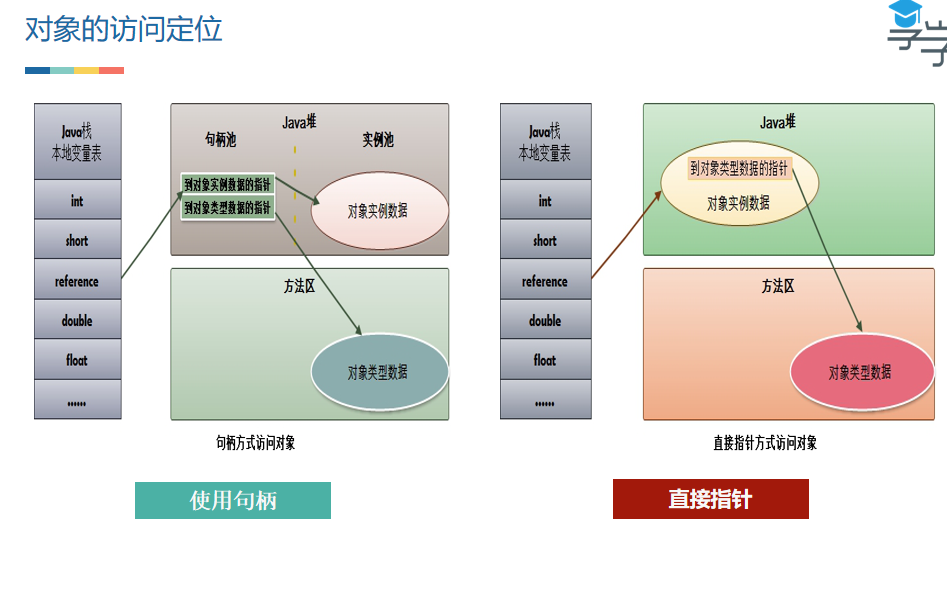 对象的访问定位
Java栈
本地变量表
int
short
reference
double
float
......
Java堆
句柄池
实例池
到对象实例数据的指针
到对象类型数据的指针
对象实例数据
方法区
对象类型数据
句柄方式访问对象
使用句柄
Java栈
本地变量表
int
short
reference
double
float
......
Java堆
到对象类型数据的指针
对象实例数据
方法区
对象类型数据
直接指针方式访问对象
直接指针